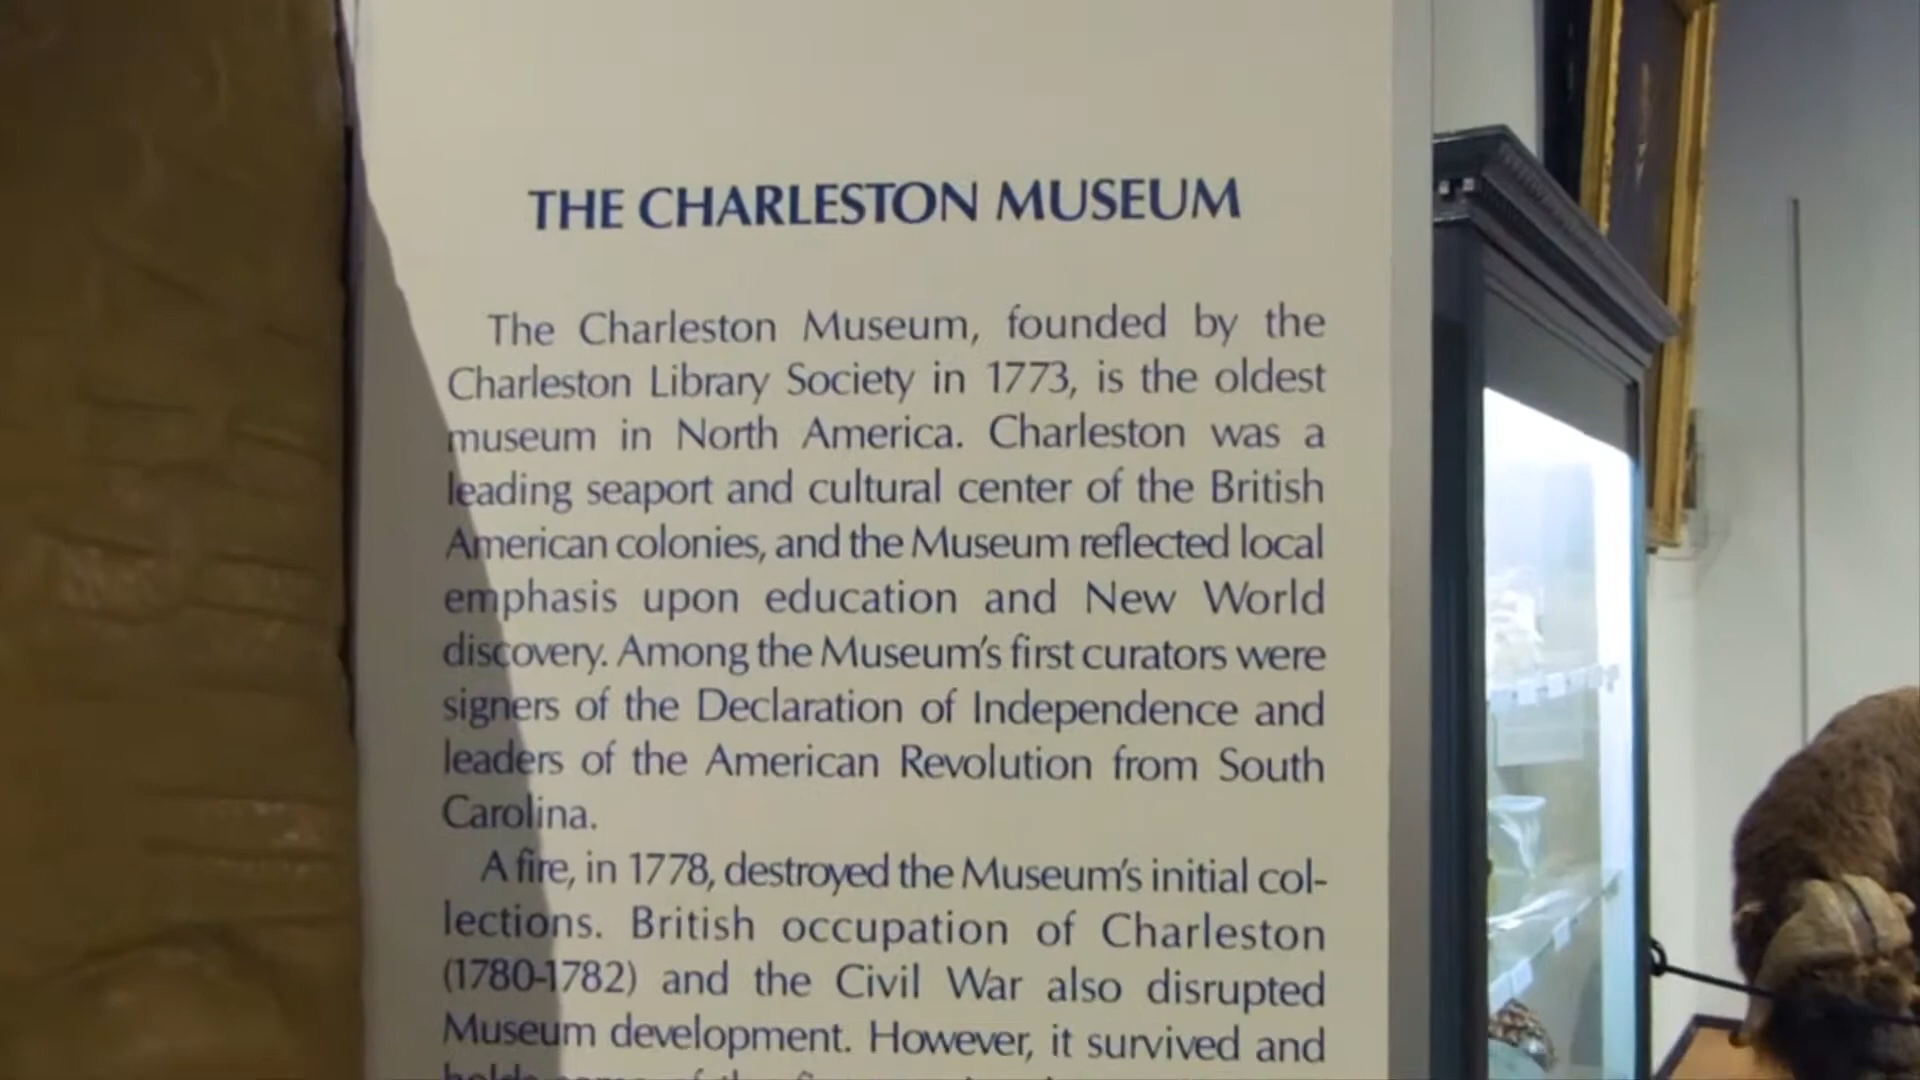 THE CHARLESTON MUSEUM
The Charleston Museum, founded by the
Charleston Library Society in 1773, is the oldest
museum in North America. Charleston was a
leading seaport and cultural center of the British
American colonies, and the Museum reflected local
emphasis upon education and New World
discovery. Among the Museum's first curators were
signers of the Declaration of Independence and
leaders of the American Revolution from South
Carolina.
A fire, in 1778, destroyed the Museum's initial col-
lections. British occupation of Charleston
(1780-1782) and the Civil War also disrupted
Museum development. However, it survived and